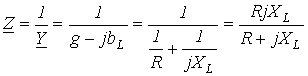 Z = 1/Y = 1/(g - jb_L) = 1/(1/R + 1/(jX_L)) = RjX_L/(R + jX_L)